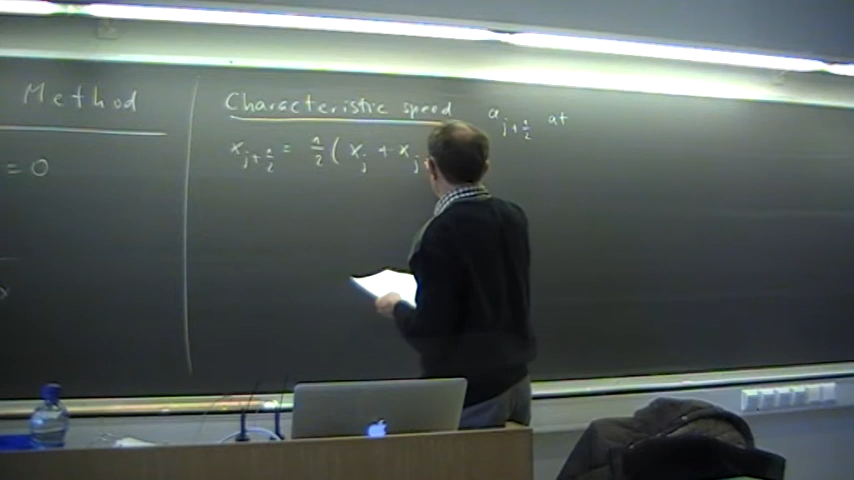 Method
= 0
Characteristic speed a_{j+1/2} at
x_{j+1/2} = 1/2 ( x_j + x_j